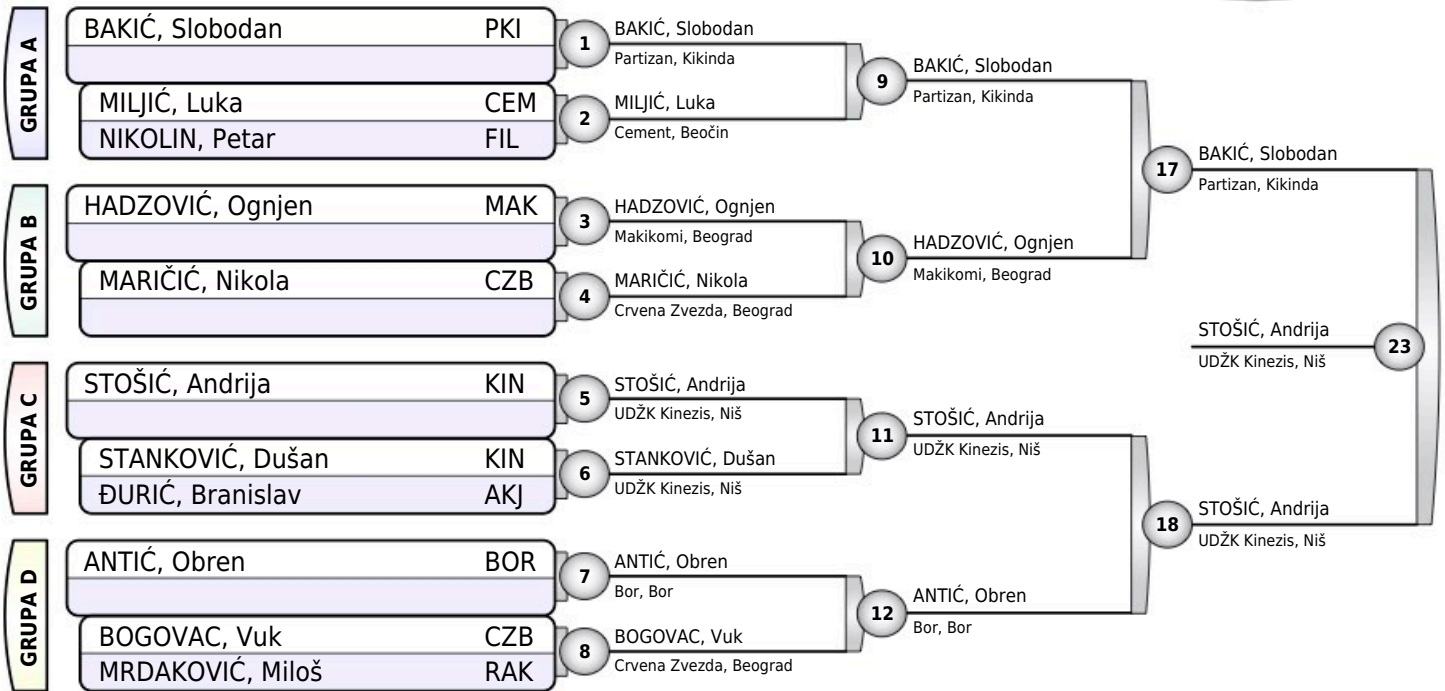 GRUPA A
BAKIĆ, Slobodan PKI
MILJIĆ, Luka CEM
NIKOLIN, Petar FIL
GRUPA B
HADZOVIĆ, Ognjen MAK
MARIČIĆ, Nikola CZB
GRUPA C
STOŠIĆ, Andrija KIN
STANKOVIĆ, Dušan KIN
ĐURIĆ, Branislav AKJ
GRUPA D
ANTIĆ, Obren BOR
BOGOVAC, Vuk CZB
MRDAKOVIĆ, Miloš RAK
1
BAKIĆ, Slobodan
Partizan, Kikinda
2
MILJIĆ, Luka
Cement, Beočin
3
HADZOVIĆ, Ognjen
Makikomi, Beograd
4
MARIČIĆ, Nikola
Crvena Zvezda, Beograd
5
STOŠIĆ, Andrija
UDŽK Kinezis, Niš
6
STANKOVIĆ, Dušan
UDŽK Kinezis, Niš
7
ANTIĆ, Obren
Bor, Bor
8
BOGOVAC, Vuk
Crvena Zvezda, Beograd
9
BAKIĆ, Slobodan
Partizan, Kikinda
10
HADZOVIĆ, Ognjen
Makikomi, Beograd
11
STOŠIĆ, Andrija
UDŽK Kinezis, Niš
12
ANTIĆ, Obren
Bor, Bor
17
BAKIĆ, Slobodan
Partizan, Kikinda
18
STOŠIĆ, Andrija
UDŽK Kinezis, Niš
STOŠIĆ, Andrija
UDŽK Kinezis, Niš
23